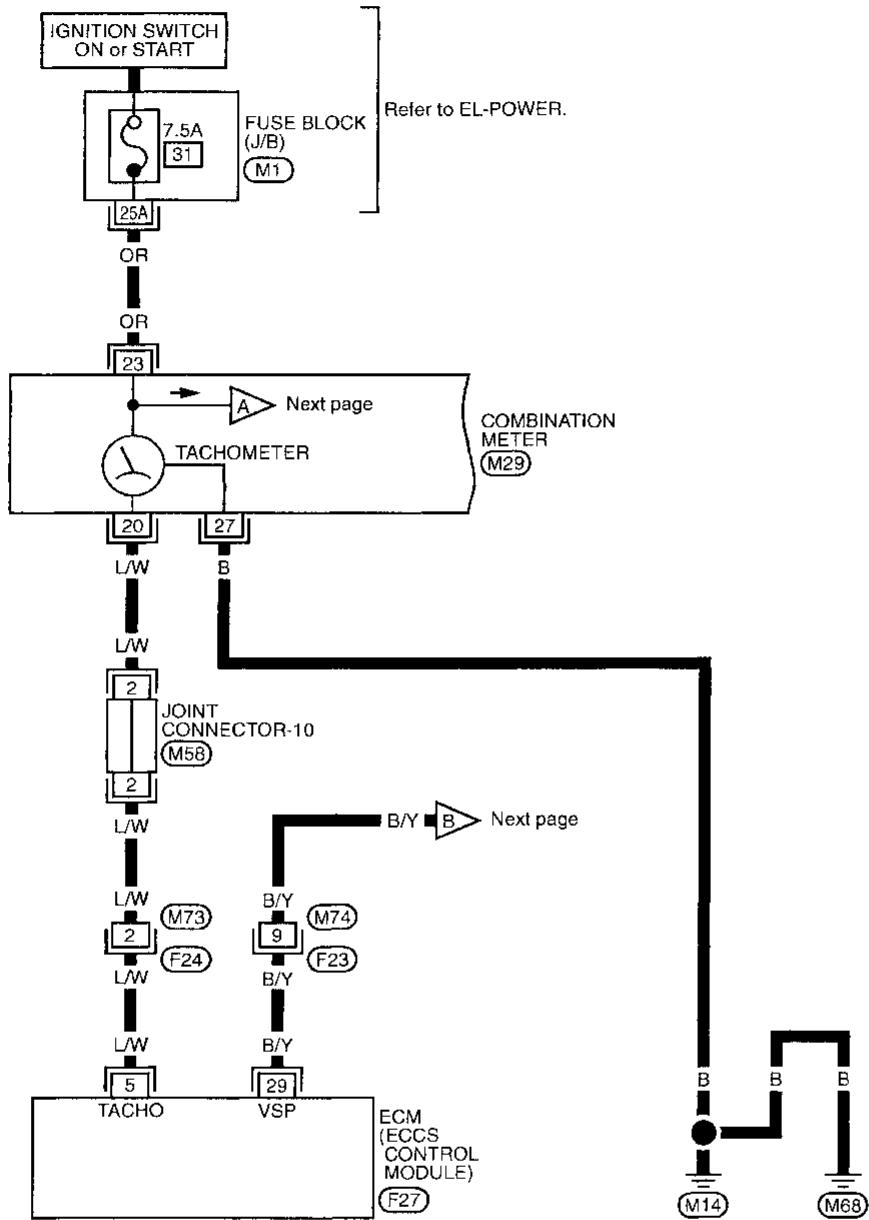 IGNITION SWITCH
ON or START
Refer to EL-POWER.
7.5A
31
FUSE BLOCK
(J/B)
M1
25A
OR
OR
23
A
Next page
TACHOMETER
COMBINATION
METER
M29
20
27
L/W
B
L/W
2
JOINT
CONNECTOR-10
M58
2
L/W
B/Y
B
Next page
L/W
B/Y
M73
M74
2
9
F24
F23
L/W
B/Y
L/W
B/Y
5
29
TACHO
VSP
ECM
(ECCS
CONTROL
MODULE)
F27
B
B
B
M14
M68